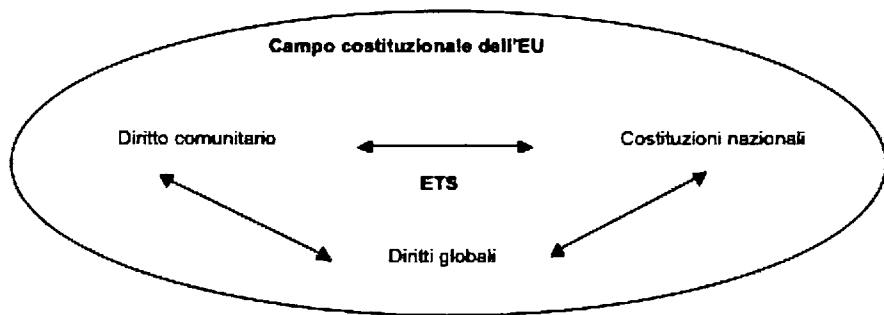 Campo costituzionale dell'EU
Diritto comunitario
Costituzioni nazionali
ETS
Diritti globali